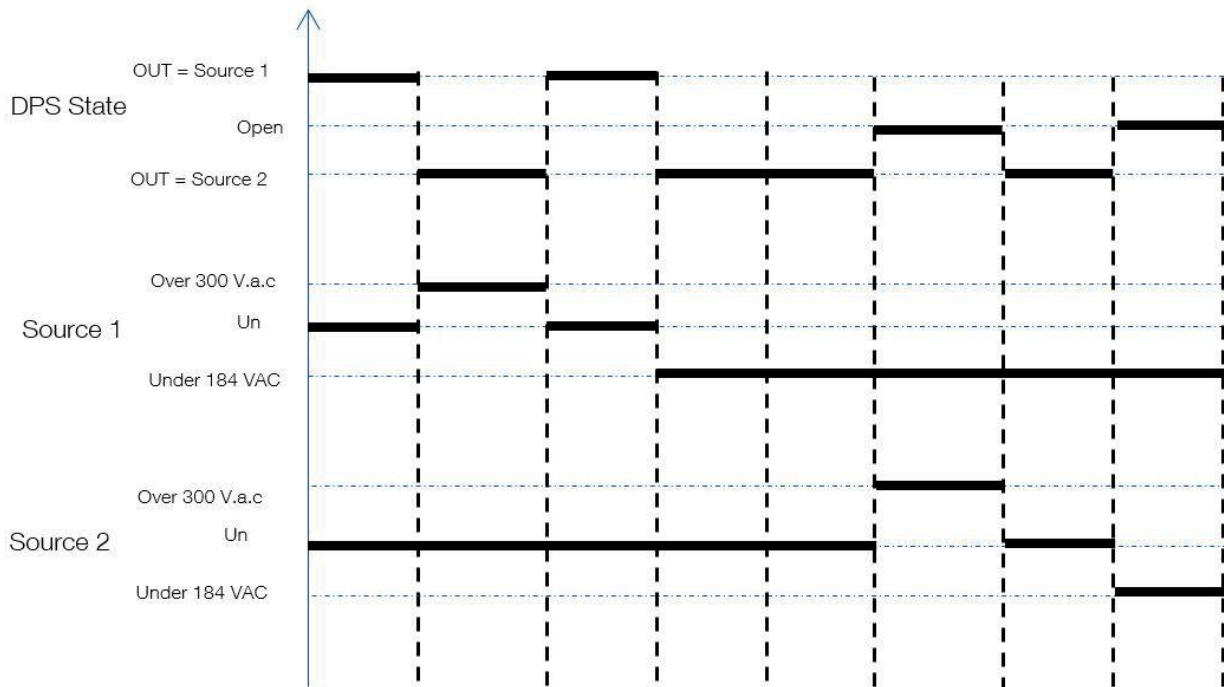 OUT = Source 1
DPS State
Open
OUT = Source 2
Over 300 V.a.c
Source 1
Un
Under 184 VAC
Over 300 V.a.c
Source 2
Un
Under 184 VAC